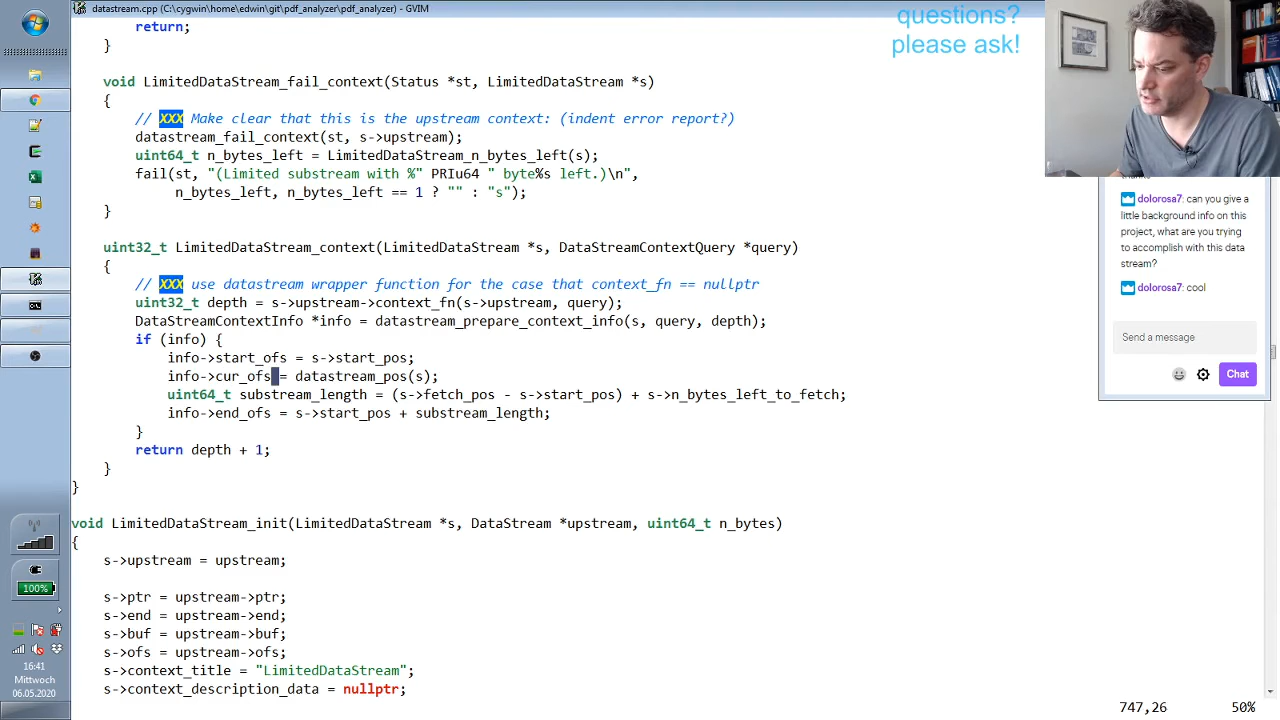 datastream.cpp (C:\cygwin\home\edwin\git\pdf_analyzer\pdf_analyzer) - GVIM
return;
}
void LimitedDataStream_fail_context(Status *st, LimitedDataStream *s)
{
// XXX Make clear that this is the upstream context: (indent error report?)
datastream_fail_context(st, s->upstream);
uint64_t n_bytes_left = LimitedDataStream_n_bytes_left(s);
fail(st, "(Limited substream with %" PRIu64 " byte%s left.)\n",
n_bytes_left, n_bytes_left == 1 ? "" : "s");
}
uint32_t LimitedDataStream_context(LimitedDataStream *s, DataStreamContextQuery *query)
{
// XXX use datastream wrapper function for the case that context_fn == nullptr
uint32_t depth = s->upstream->context_fn(s->upstream, query);
DataStreamContextInfo *info = datastream_prepare_context_info(s, query, depth);
if (info) {
info->start_ofs = s->start_pos;
info->cur_ofs = datastream_pos(s);
uint64_t substream_length = (s->fetch_pos - s->start_pos) + s->n_bytes_left_to_fetch;
info->end_ofs = s->start_pos + substream_length;
}
return depth + 1;
}
}
void LimitedDataStream_init(LimitedDataStream *s, DataStream *upstream, uint64_t n_bytes)
{
s->upstream = upstream;
s->ptr = upstream->ptr;
s->end = upstream->end;
s->buf = upstream->buf;
s->ofs = upstream->ofs;
s->context_title = "LimitedDataStream";
s->context_description_data = nullptr;
747,26 50%
questions?
please ask!
dolorosa7: can you give
a little background info on this
project, what are you trying
to accomplish with this data
stream?
dolorosa7: cool
Send a message
Chat
100%
16:41
Mittwoch
06.05.2020